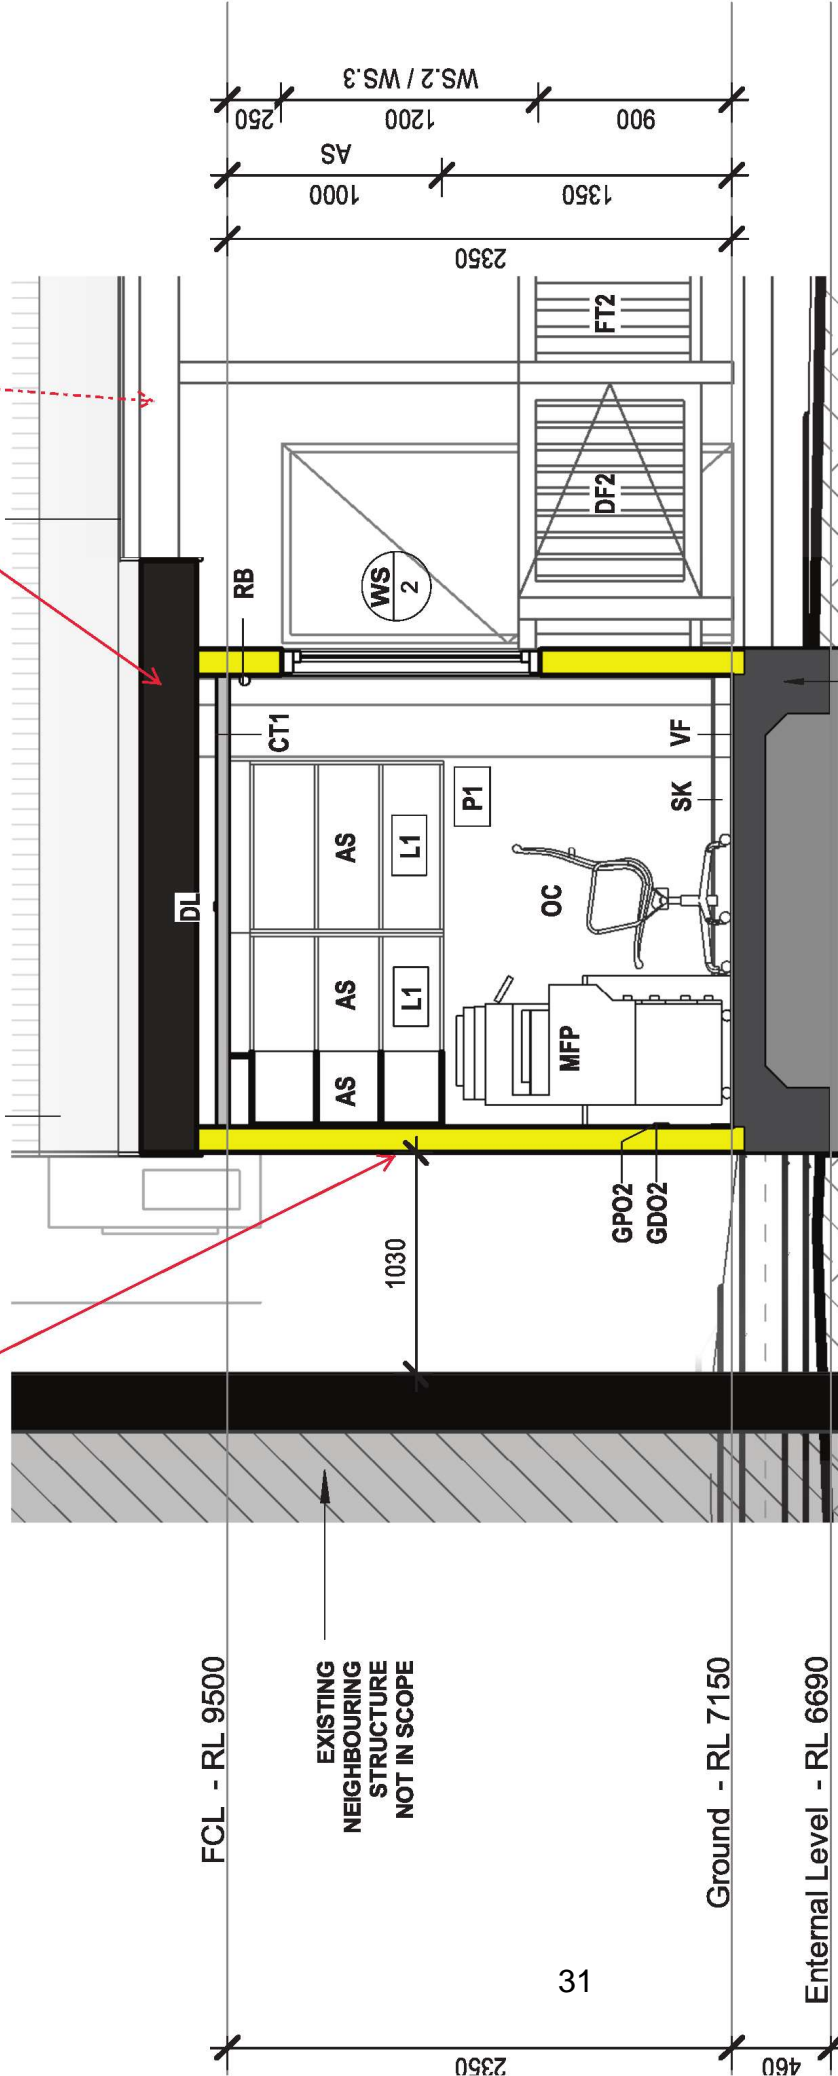 WS.2 / WS.3
250
1200
900
AS
1000
1350
2350
FT2
DF2
WS
2
RB
CT1
VF
SK
P1
DL
AS
L1
OC
AS
L1
AS
MFP
GPO2
GDO2
1030
EXISTING
NEIGHBOURING
STRUCTURE
NOT IN SCOPE
FCL - RL 9500
Ground - RL 7150
Enternal Level - RL 6690
31
2350
460